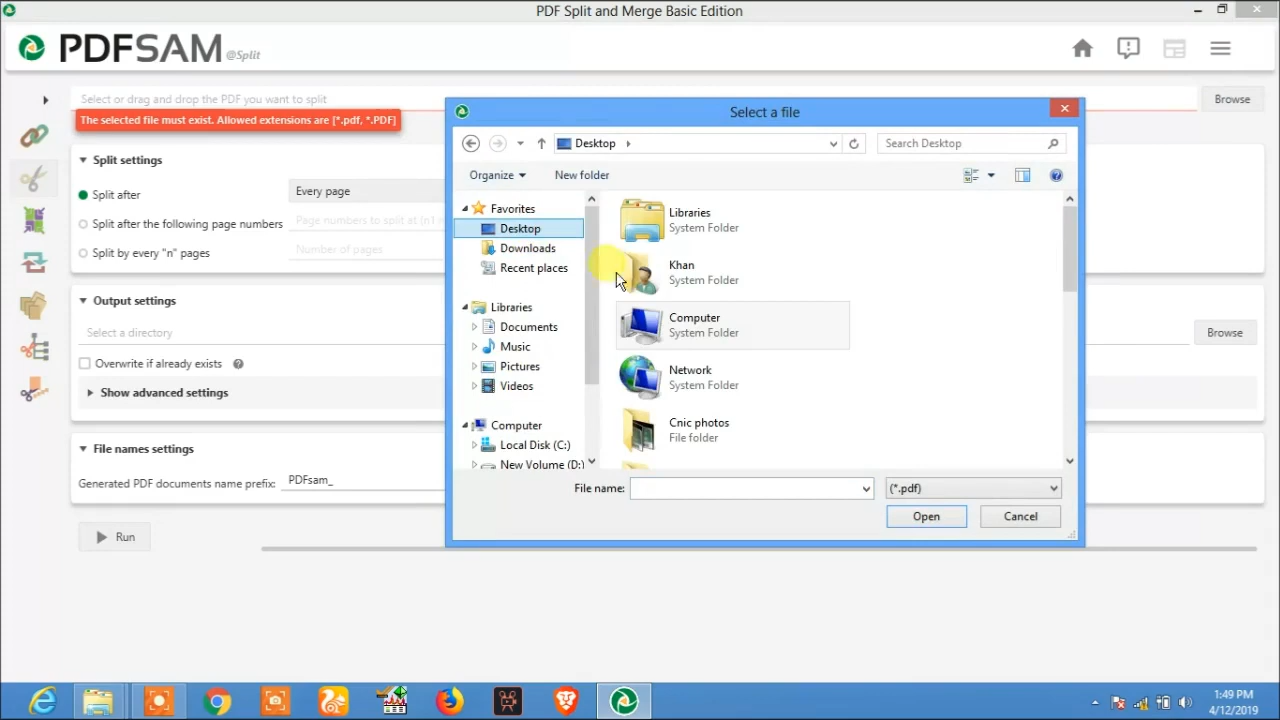 PDF Split and Merge Basic Edition
PDFSAM @Split
Select or drag and drop the PDF you want to split
Browse
The selected file must exist. Allowed extensions are [*.pdf, *.PDF]
Split settings
Split after
Every page
Split after the following page numbers
Page numbers to split at (n1
Split by every "n" pages
Number of pages
Output settings
Select a directory
Browse
Overwrite if already exists
Show advanced settings
File names settings
Generated PDF documents name prefix:
PDFsam_
Run
Select a file
Desktop
Search Desktop
Organize
New folder
Favorites
Desktop
Downloads
Recent places
Libraries
Documents
Music
Pictures
Videos
Computer
Local Disk (C:)
New Volume (D:)
Libraries
System Folder
Khan
System Folder
Computer
System Folder
Network
System Folder
Cnic photos
File folder
File name:
(*.pdf)
Open
Cancel
1:49 PM
4/12/2019